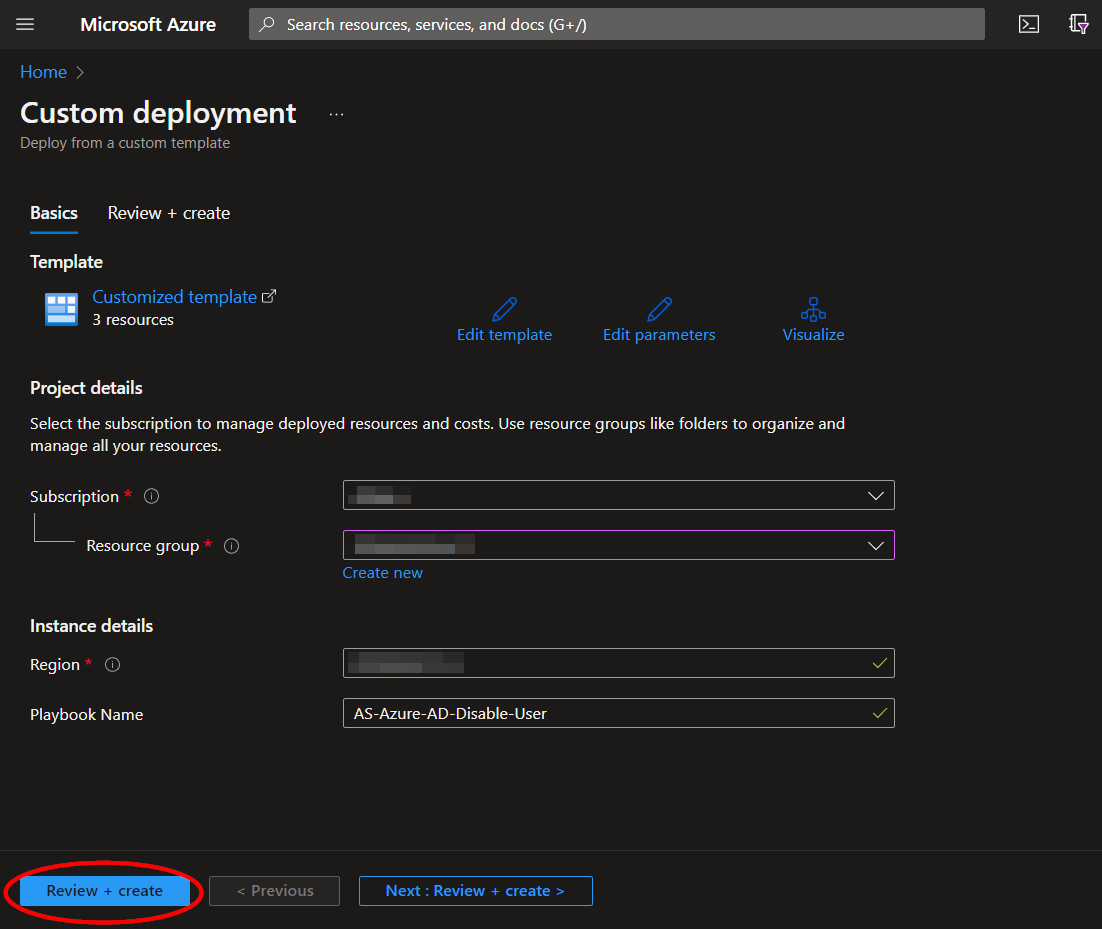 Microsoft Azure
Search resources, services, and docs (G+/)
Home
Custom deployment
...
Deploy from a custom template
Basics
Review + create
Template
Customized template
3 resources
Edit template
Edit parameters
Visualize
Project details
Select the subscription to manage deployed resources and costs. Use resource groups like folders to organize and
manage all your resources.
Subscription *
Resource group *
Create new
Instance details
Region *
Playbook Name
AS-Azure-AD-Disable-User
Review + create
< Previous
Next : Review + create >